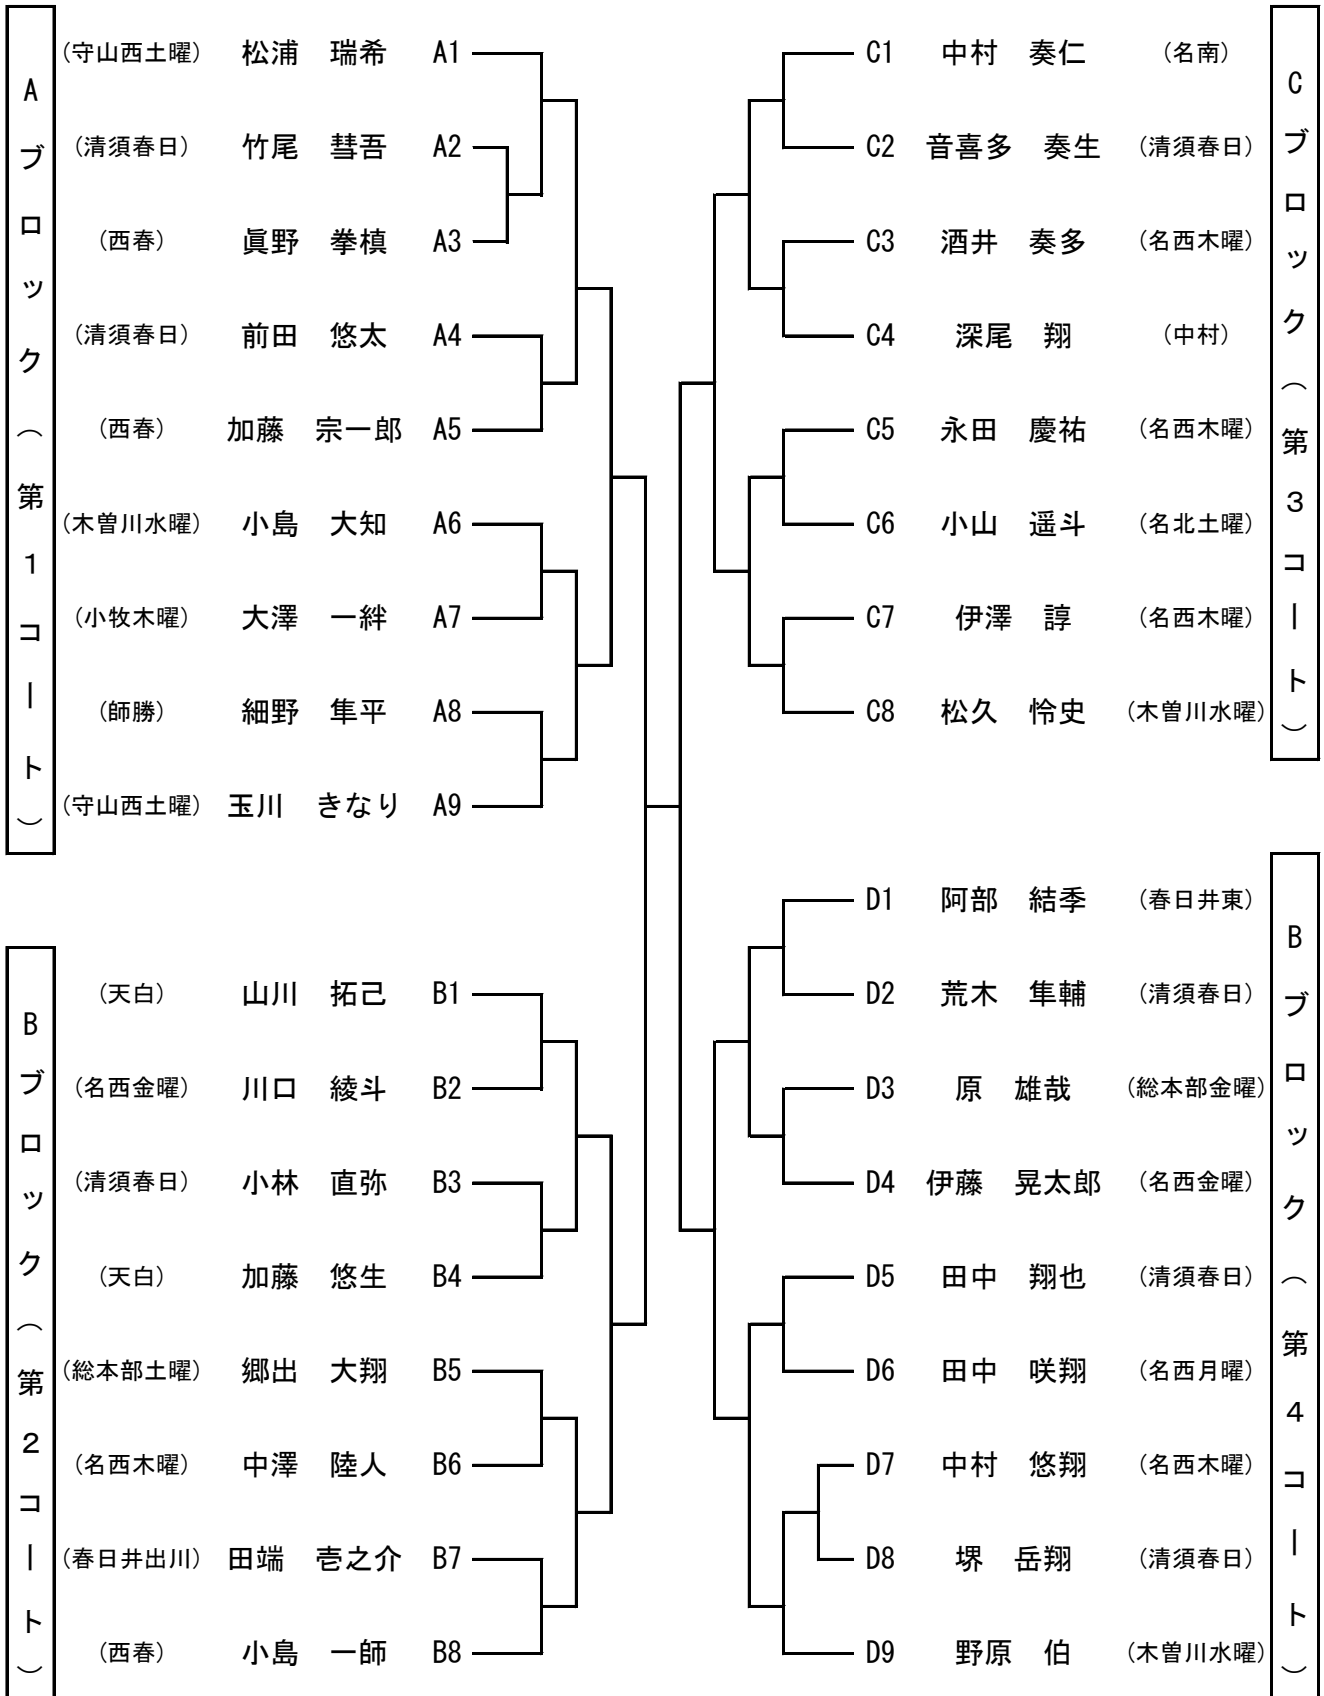 Aブロック（第1コート）
（守山西土曜） 松浦　瑞希 A1
（清須春日） 竹尾　彗吾 A2
（西春） 眞野　拳槙 A3
（清須春日） 前田　悠太 A4
（西春） 加藤　宗一郎 A5
（木曽川水曜） 小島　大知 A6
（小牧木曜） 大澤　一絆 A7
（師勝） 細野　隼平 A8
（守山西土曜） 玉川　きなり A9
Bブロック（第2コート）
（天白） 山川　拓己 B1
（名西金曜） 川口　綾斗 B2
（清須春日） 小林　直弥 B3
（天白） 加藤　悠生 B4
（総本部土曜） 郷出　大翔 B5
（名西木曜） 中澤　陸人 B6
（春日井出川） 田端　壱之介 B7
（西春） 小島　一師 B8
Cブロック（第3コート）
C1 中村　奏仁 （名南）
C2 音喜多　奏生 （清須春日）
C3 酒井　奏多 （名西木曜）
C4 深尾　翔 （中村）
C5 永田　慶祐 （名西木曜）
C6 小山　遥斗 （名北土曜）
C7 伊澤　諄 （名西木曜）
C8 松久　怜史 （木曽川水曜）
Bブロック（第4コート）
D1 阿部　結季 （春日井東）
D2 荒木　隼輔 （清須春日）
D3 原　雄哉 （総本部金曜）
D4 伊藤　晃太郎 （名西金曜）
D5 田中　翔也 （清須春日）
D6 田中　咲翔 （名西月曜）
D7 中村　悠翔 （名西木曜）
D8 堺　岳翔 （清須春日）
D9 野原　伯 （木曽川水曜）